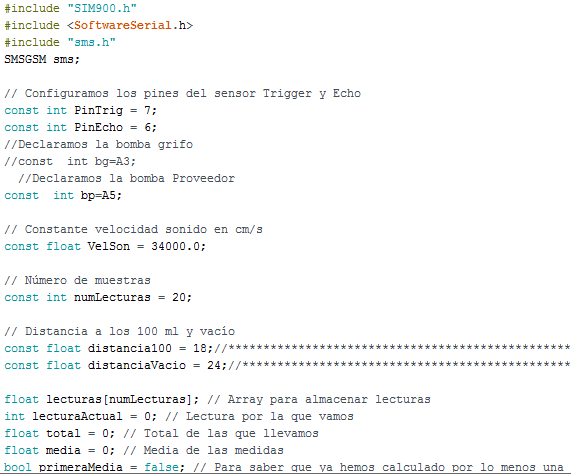 #include "SIM900.h"
#include <SoftwareSerial.h>
#include "sms.h"
SMSGSM sms;
// Configuramos los pines del sensor Trigger y Echo
const int PinTrig = 7;
const int PinEcho = 6;
//Declaramos la bomba grifo
//const  int bg=A3;
  //Declaramos la bomba Proveedor
const  int bp=A5;
// Constante velocidad sonido en cm/s
const float VelSon = 34000.0;
// Número de muestras
const int numLecturas = 20;
// Distancia a los 100 ml y vacío
const float distancia100 = 18;//*************************************************
const float distanciaVacio = 24;//***********************************************
float lecturas[numLecturas]; // Array para almacenar lecturas
int lecturaActual = 0; // Lectura por la que vamos
float total = 0; // Total de las que llevamos
float media = 0; // Media de las medidas
bool primeraMedia = false; // Para saber que ya hemos calculado por lo menos una